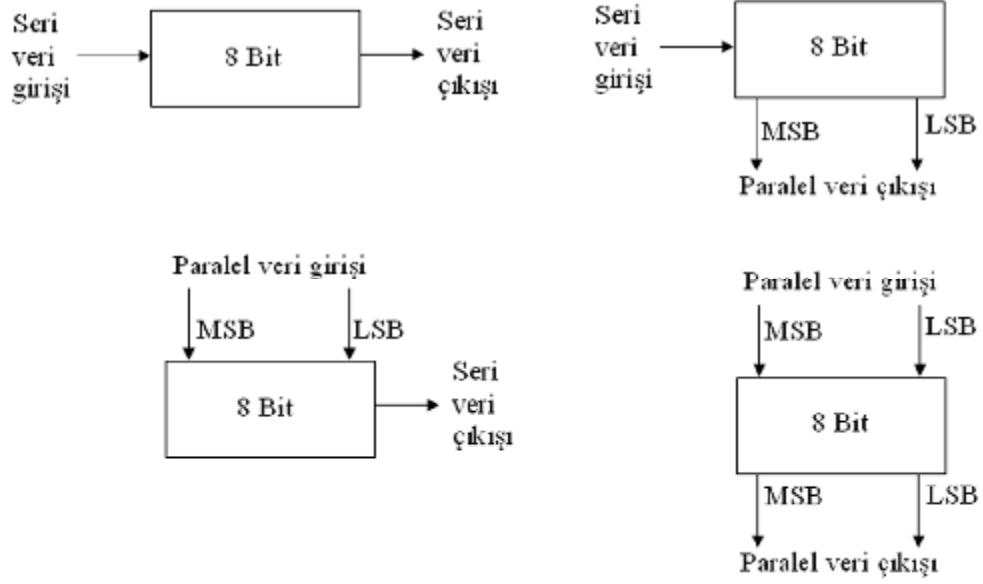 Seri
veri
girişi
8 Bit
Seri
veri
çıkışı
Seri
veri
girişi
8 Bit
MSB
LSB
Paralel veri çıkışı
Paralel veri girişi
MSB
LSB
8 Bit
Seri
veri
çıkışı
Paralel veri girişi
MSB
LSB
8 Bit
MSB
LSB
Paralel veri çıkışı